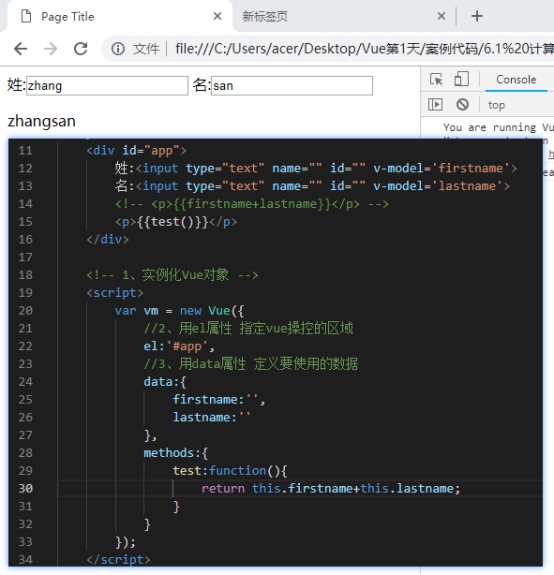 Page Title
新标签页
文件 file:///C:/Users/acer/Desktop/Vue第1天/案例代码/6.1%20计算
姓:zhang 名:san
Console
top
You are running Vu
zhangsan
11 <div id="app">
12 姓:<input type="text" name="" id="" v-model='firstname'>
13 名:<input type="text" name="" id="" v-model='lastname'>
14 <!-- <p>{{firstname+lastname}}</p> -->
15 <p>{{test()}}</p>
16 </div>
17
18 <!-- 1、实例化Vue对象 -->
19 <script>
20 var vm = new Vue({
21 //2、用el属性 指定vue操控的区域
22 el:'#app',
23 //3、用data属性 定义要使用的数据
24 data:{
25 firstname:'',
26 lastname:''
27 },
28 methods:{
29 test:function(){
30 return this.firstname+this.lastname;
31 }
32 }
33 });
34 </script>